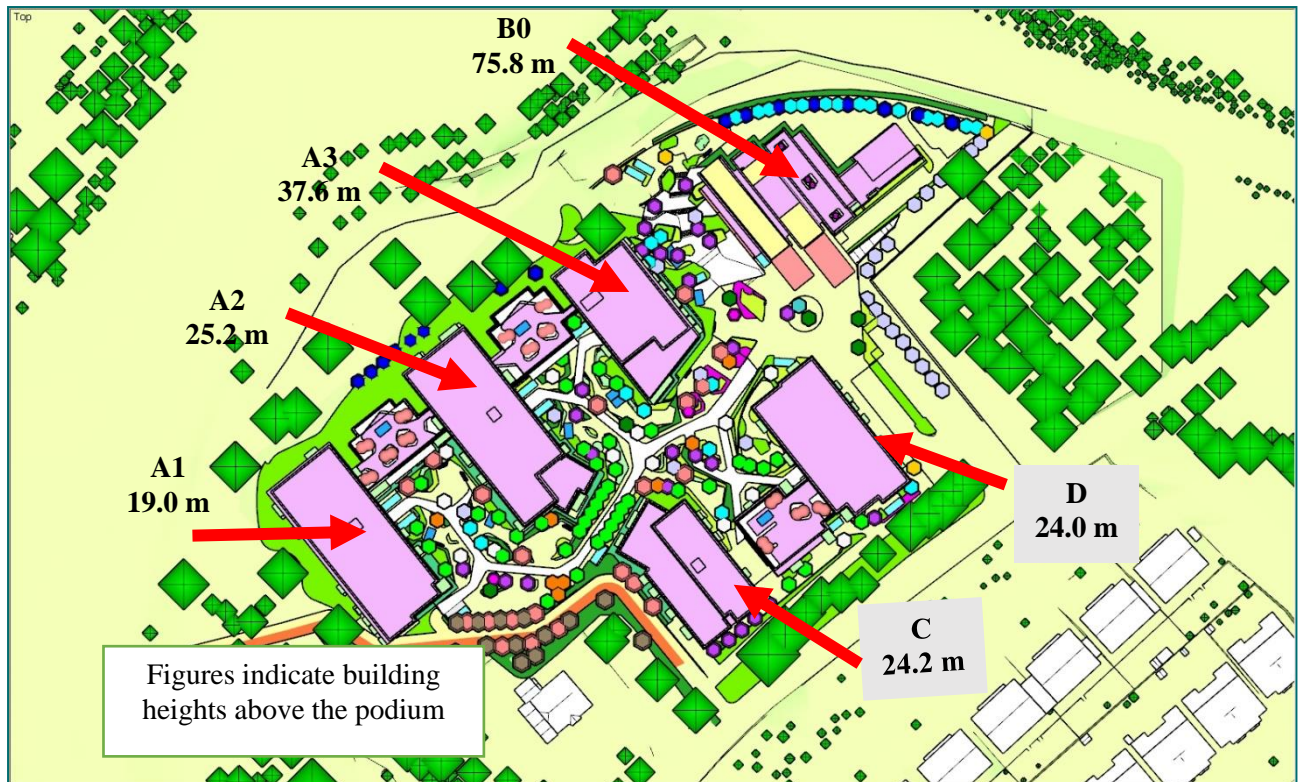 Top
B0
75.8 m
A3
37.6 m
A2
25.2 m
A1
19.0 m
D
24.0 m
C
24.2 m
Figures indicate building
heights above the podium